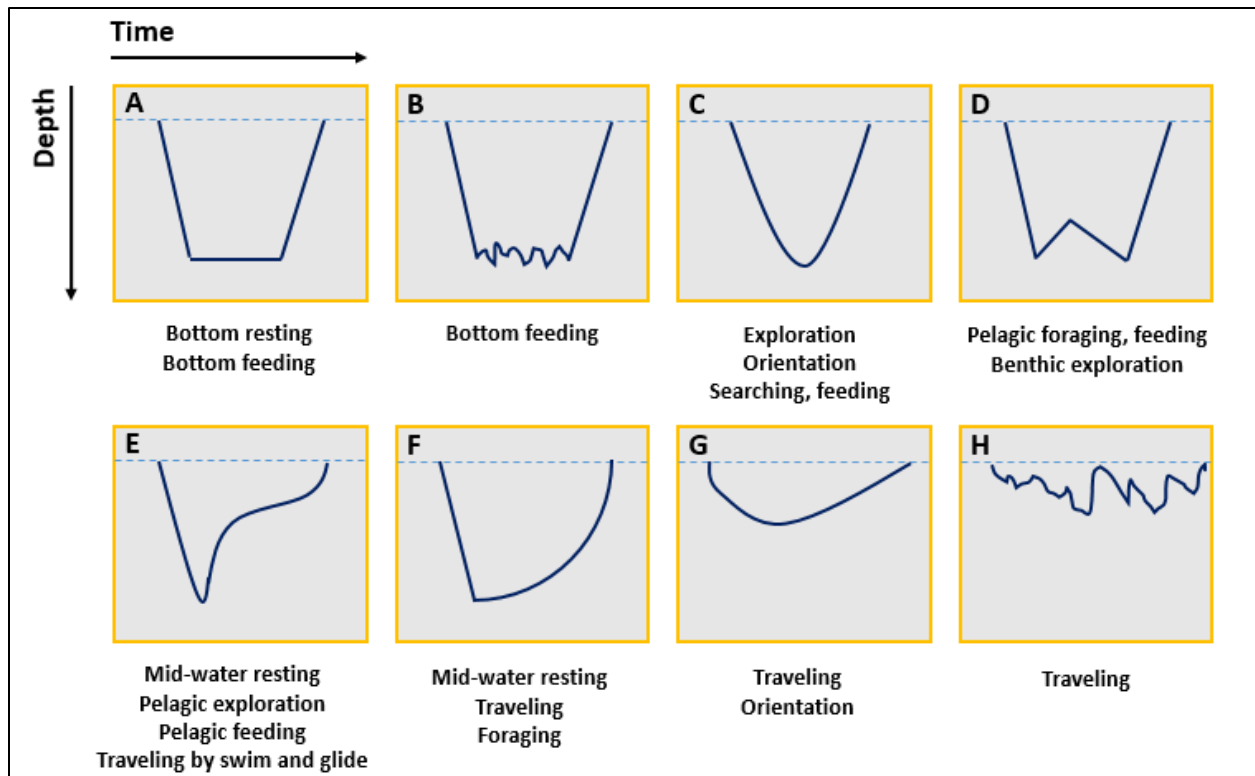 Time
Depth
A
B
C
D
Bottom resting
Bottom feeding
Bottom feeding
Exploration
Orientation
Searching, feeding
Pelagic foraging, feeding
Benthic exploration
E
F
G
H
Mid-water resting
Pelagic exploration
Pelagic feeding
Traveling by swim and glide
Mid-water resting
Traveling
Foraging
Traveling
Orientation
Traveling